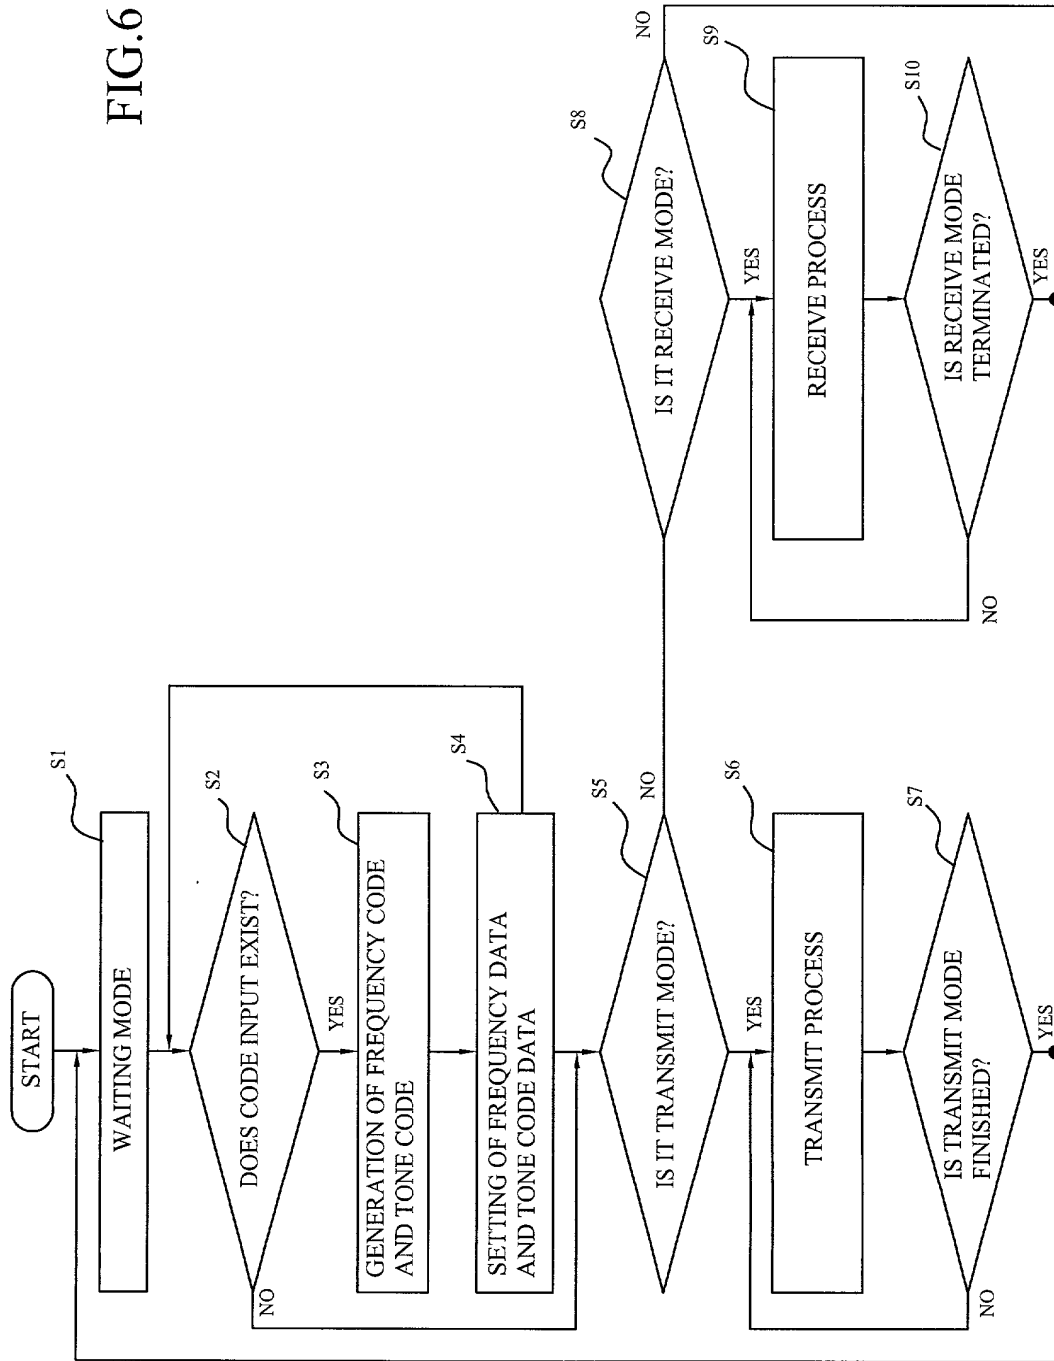 FIG.6
START
WAITING MODE
S1
DOES CODE INPUT EXIST?
S2
NO
YES
GENERATION OF FREQUENCY CODE
AND TONE CODE
S3
SETTING OF FREQUENCY DATA
AND TONE CODE DATA
S4
IS IT TRANSMIT MODE?
S5
NO
YES
TRANSMIT PROCESS
S6
IS TRANSMIT MODE
FINISHED?
S7
NO
YES
IS IT RECEIVE MODE?
S8
NO
YES
RECEIVE PROCESS
S9
IS RECEIVE MODE
TERMINATED?
S10
NO
YES